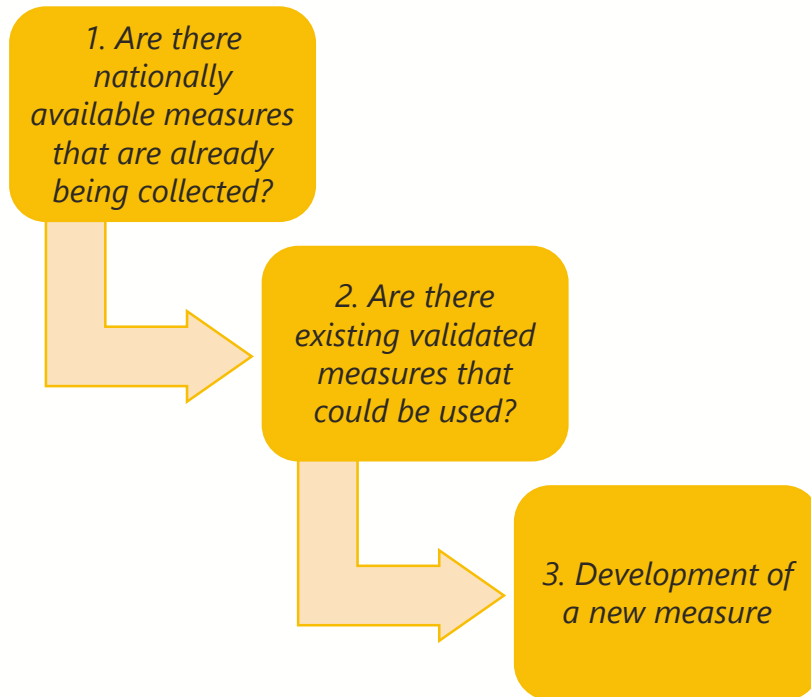 1. Are there
nationally
available measures
that are already
being collected?
2. Are there
existing validated
measures that
could be used?
3. Development of
a new measure